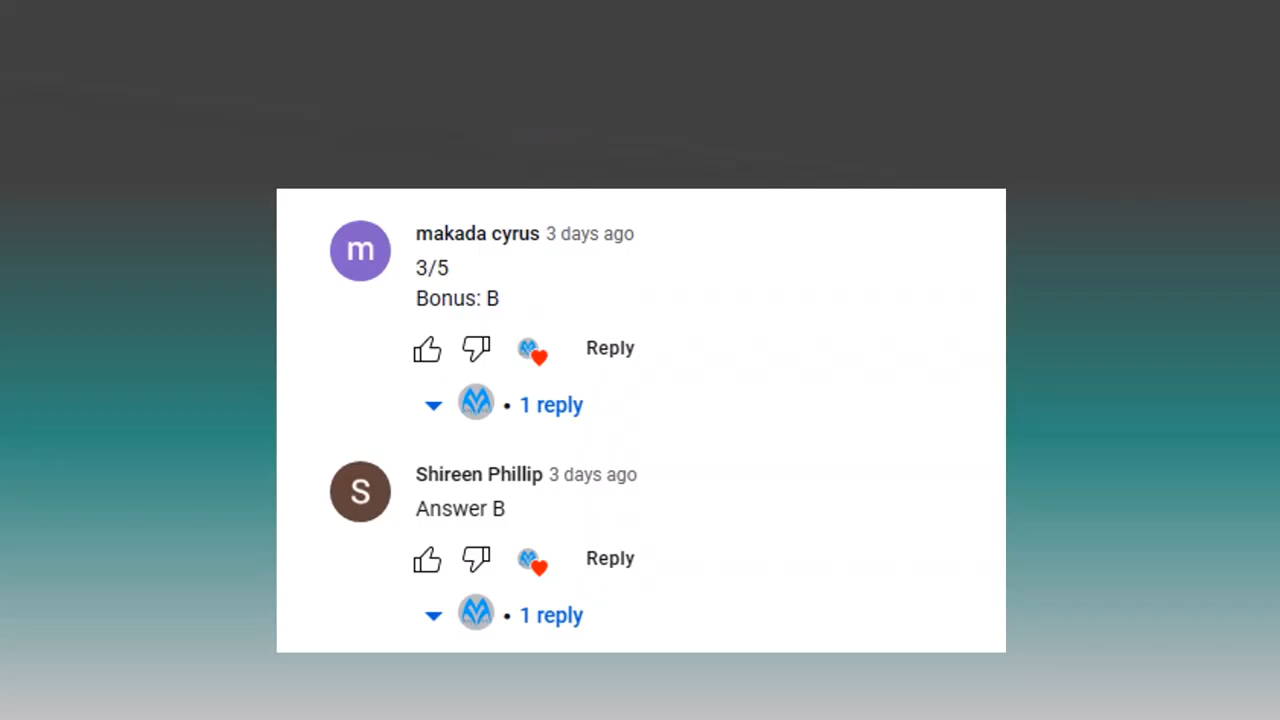 m
makada cyrus 3 days ago
3/5
Bonus: B
Reply
• 1 reply
S
Shireen Phillip 3 days ago
Answer B
Reply
• 1 reply